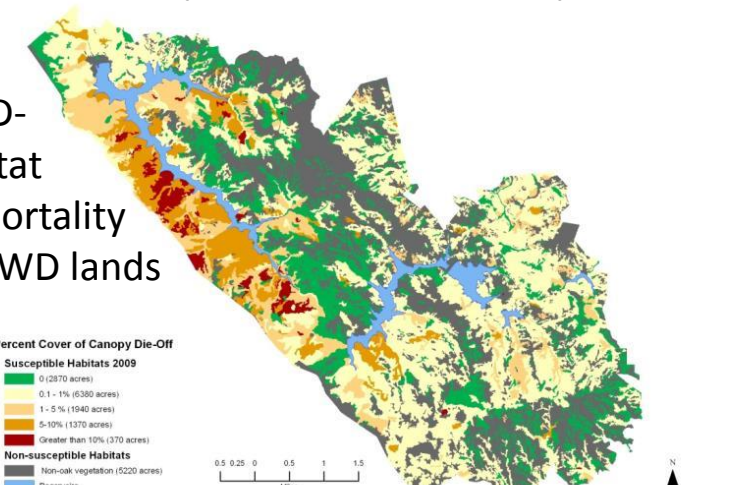 D-
tat
ortality
WD lands
ercent Cover of Canopy Die-Off
Susceptible Habitats 2009
0 (2870 acres)
0.1 - 1% (6380 acres)
1 - 5 % (1940 acres)
5-10% (1370 acres)
Greater than 10% (370 acres)
Non-susceptible Habitats
Non-oak vegetation (5220 acres)
0.5 0.25 0 0.5 1 1.5
N